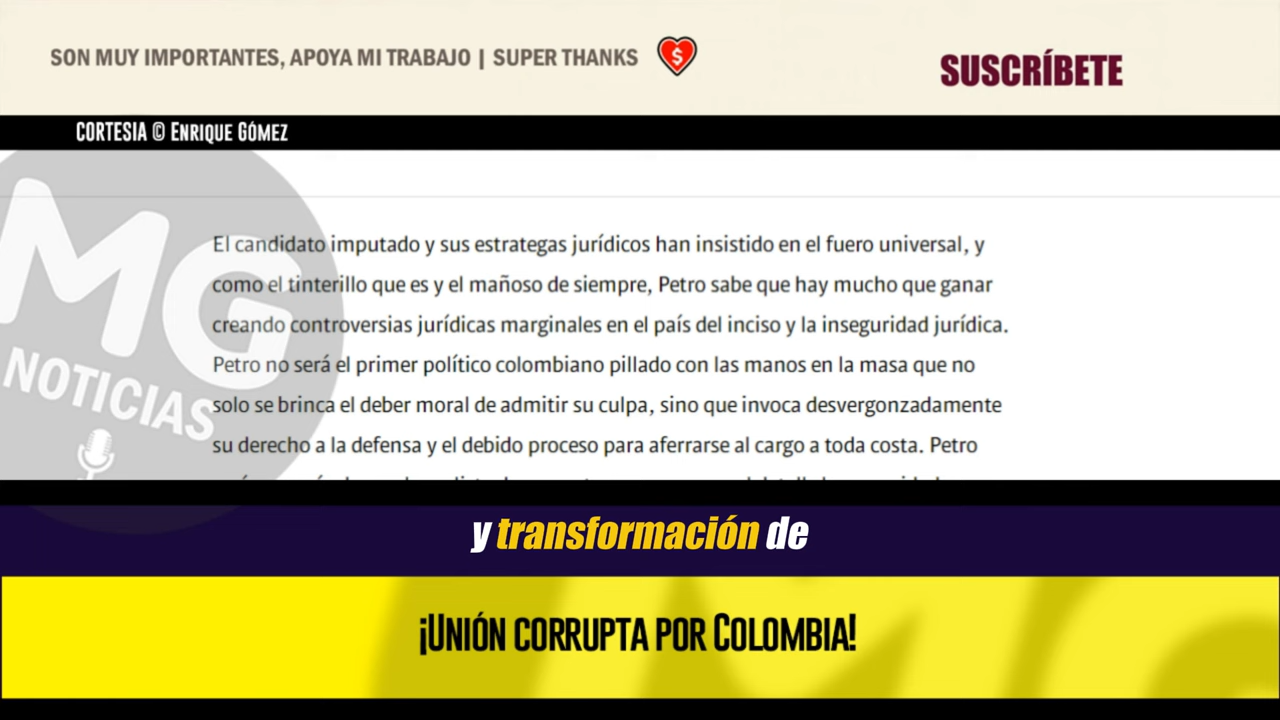 SON MUY IMPORTANTES, APOYA MI TRABAJO | SUPER THANKS
SUSCRÍBETE
CORTESIA © ENRIQUE GÓMEZ
MG
NOTICIAS
El candidato imputado y sus estrategas jurídicos han insistido en el fuero universal, y
como el tinterillo que es y el mañoso de siempre, Petro sabe que hay mucho que ganar
creando controversias jurídicas marginales en el país del inciso y la inseguridad jurídica.
Petro no será el primer político colombiano pillado con las manos en la masa que no
solo se brinca el deber moral de admitir su culpa, sino que invoca desvergonzadamente
su derecho a la defensa y el debido proceso para aferrarse al cargo a toda costa. Petro
y transformación de
¡UNIÓN CORRUPTA POR COLOMBIA!